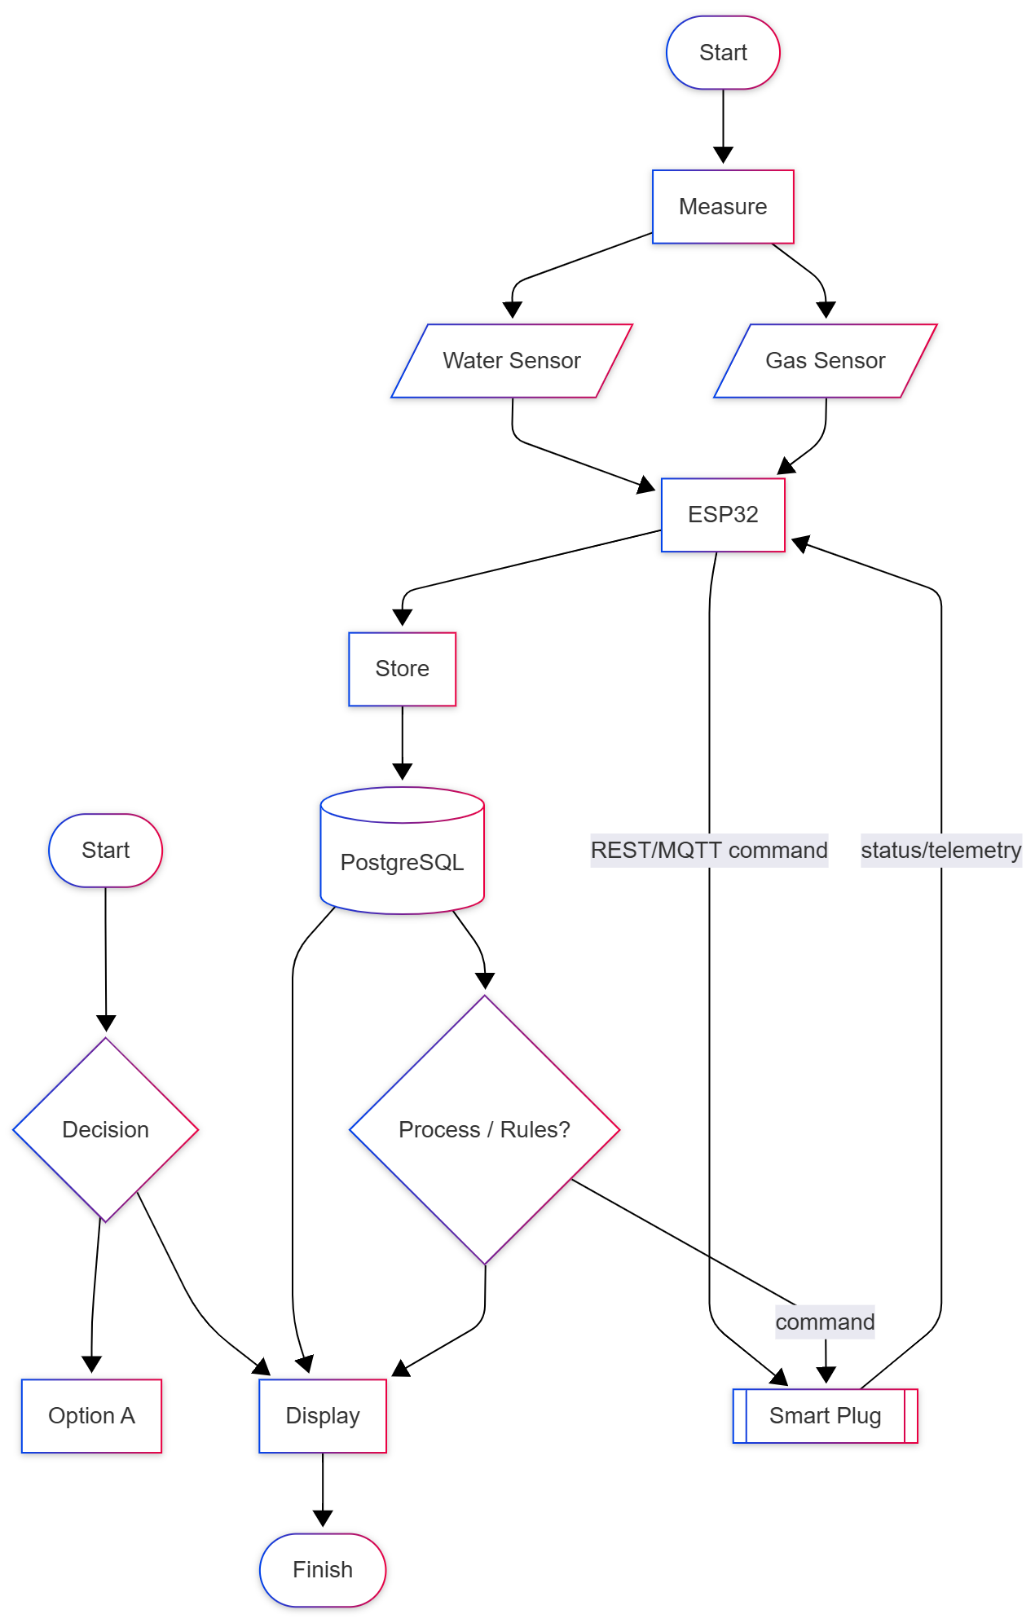 Start
Measure
Water Sensor
Gas Sensor
ESP32
Store
PostgreSQL
Start
REST/MQTT command
status/telemetry
Decision
Process / Rules?
command
Option A
Display
Smart Plug
Finish